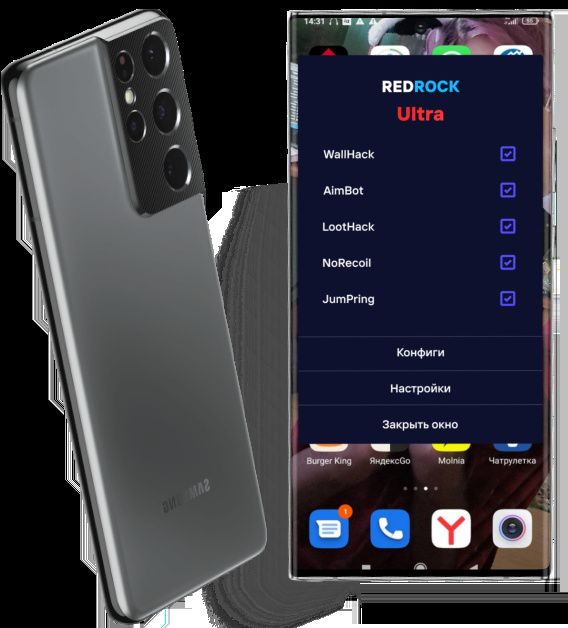 14:31
REDROCK
Ultra
WallHack
AimBot
LootHack
NoRecoil
JumPring
Конфиги
Настройки
Закрыть окно
Burger King ЯндексGo Molnia Чатрулетка
1
SAMSUNG